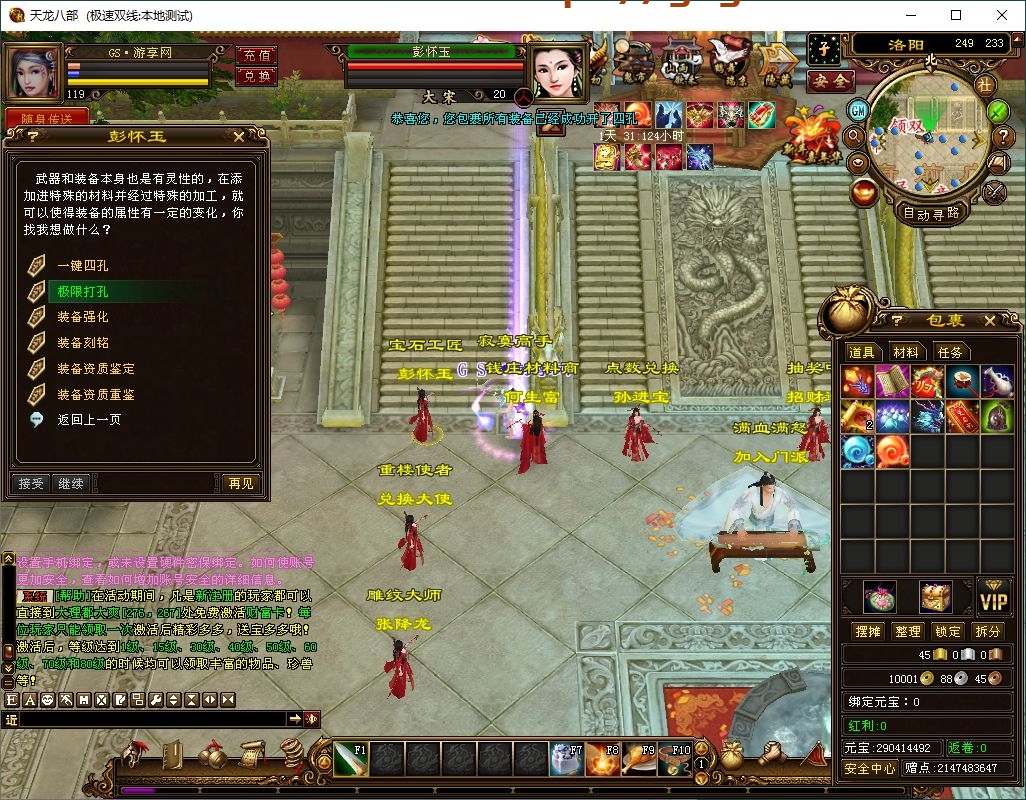 天龙八部 (极速双线:本地测试)
GS·游享网
119
充值
兑换
彭怀玉
大宋
20
安全
洛阳
249 233
北
社
GM
自动寻路
随身传送
恭喜您，您包裹所有装备已经成功开了四孔
1天 31:124小时
? 彭怀玉
武器和装备本身也是有灵性的，在添
加进特殊的材料并经过特殊的加工，就
可以使得装备的属性有一定的变化，你
找我想做什么？
一键四孔
极限打孔
装备强化
装备刻铭
装备资质鉴定
装备资质重鉴
返回上一页
接受
继续
再见
宝石工匠
彭怀玉
寂寞高手
GS
钱庄材料商
何生富
点数兑换
孙进宝
抽奖
招财
满血满怒
加入门派
重楼使者
兑换大使
雕纹大师
张降龙
? 包裹
道具
材料
任务
2
VIP
摆摊
整理
锁定
拆分
45 0 0
10001 88 45
绑定元宝：0
红利:0
元宝:290414492
返卷:0
安全中心
赠点:2147483647
设置手机绑定，或未设置硬件密保绑定。如何使账号
更加安全，查看如何增加账号安全的详细信息。
系统 [帮助]在活动期间，凡是新注册的玩家都可以
直接到大理郡大爽[276，267]处免费激活财富卡！每
位玩家只能领取一次激活后精彩多多，送宝多多哦！
激活后，等级达到1级、15级、30级、40级、50级、60
级、70级和80级的时候均可以领取丰富的物品、珍兽
等！
近
F1
F7
F8
F9
F10
1